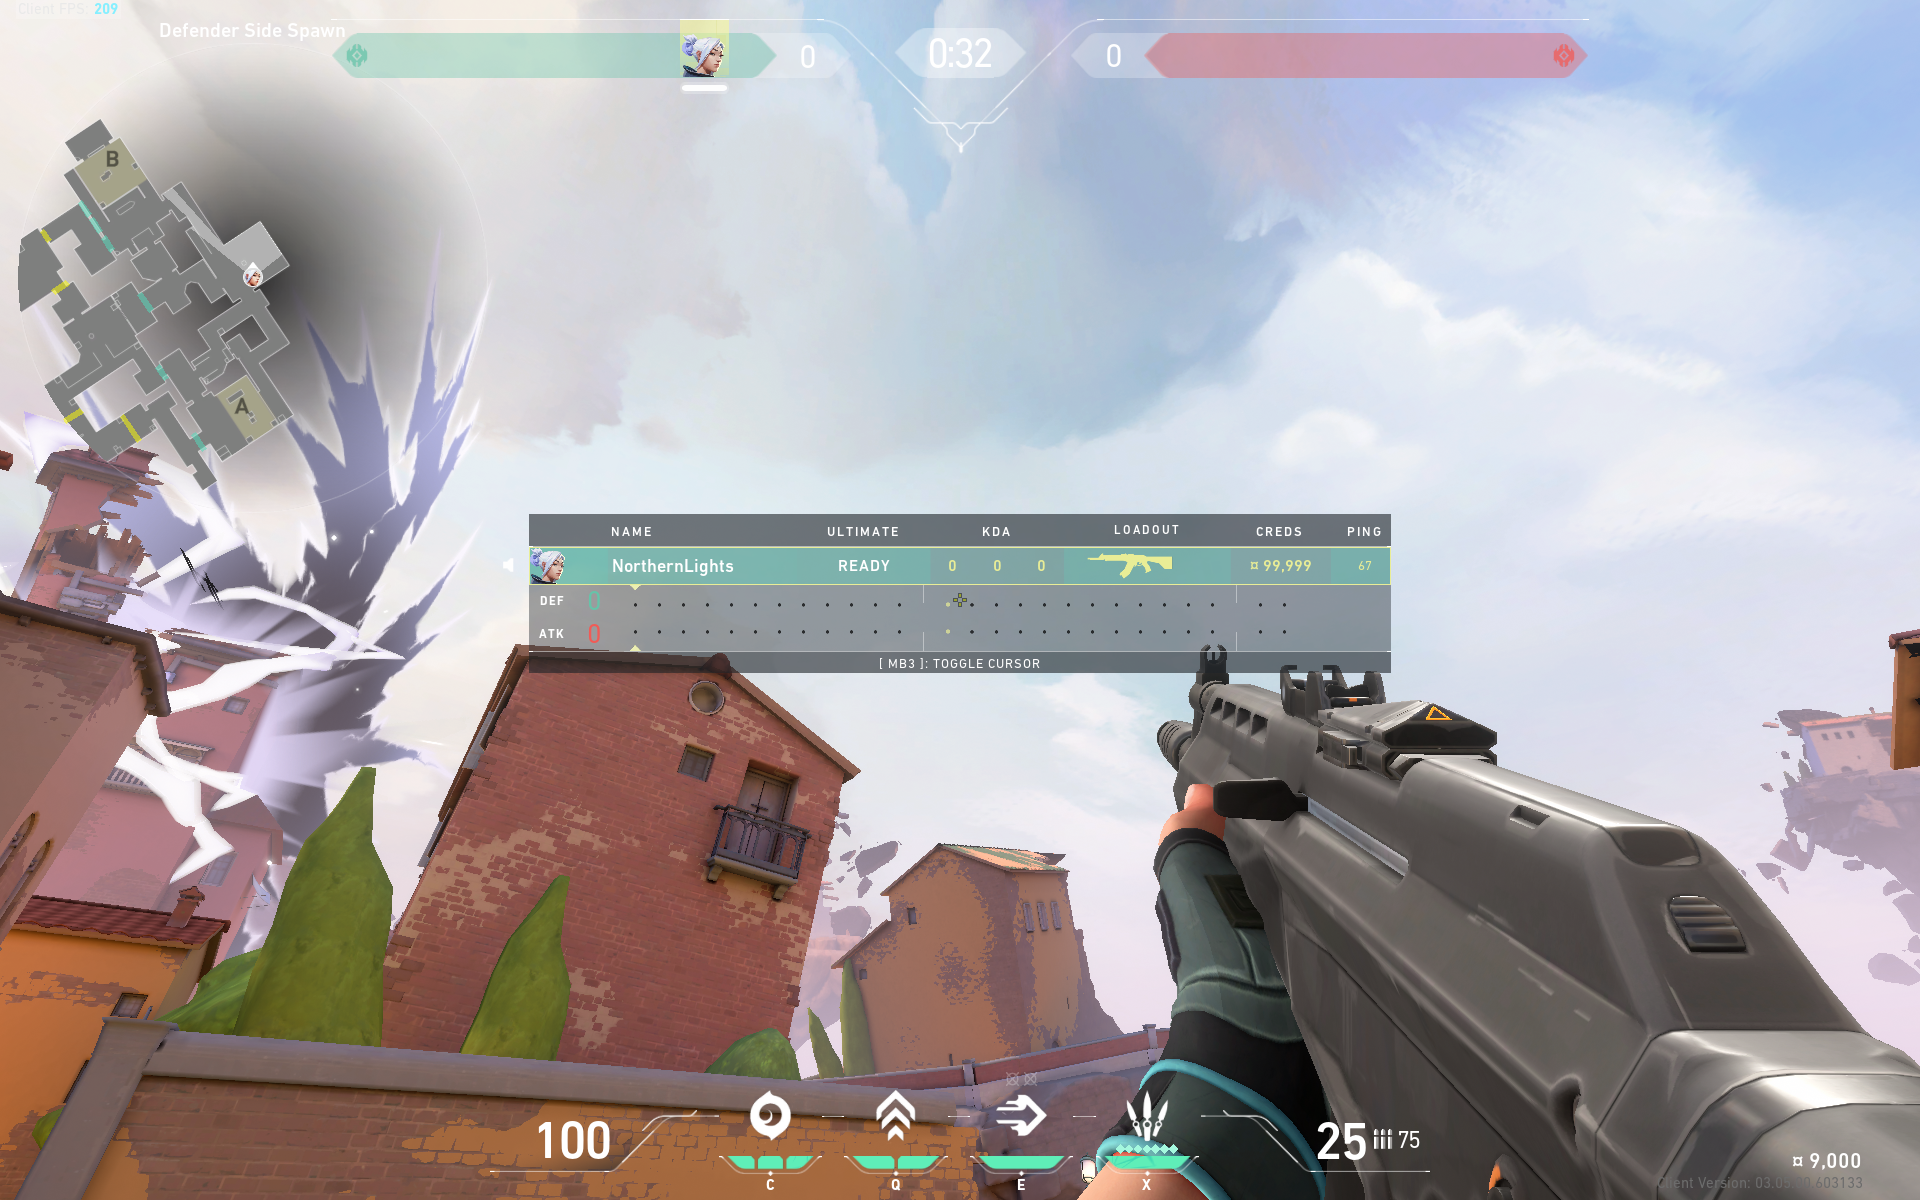 Client FPS: 209
Defender Side Spawn
0
0:32
0
B
A
NAME ULTIMATE KDA LOADOUT CREDS PING
NorthernLights READY 0 0 0 ¤ 99,999 67
DEF 0
ATK 0
[ MB3 ]: TOGGLE CURSOR
100
25 75
C Q E X
¤ 9,000